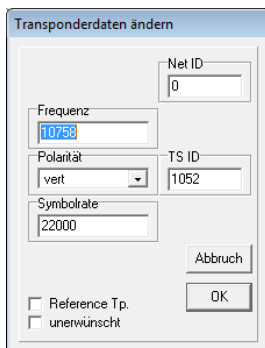 Transponderdaten ändern
Net ID
0
Frequenz
10758
Polarität
TS ID
vert
1052
Symbolrate
22000
Abbruch
Reference Tp.
OK
unerwünscht